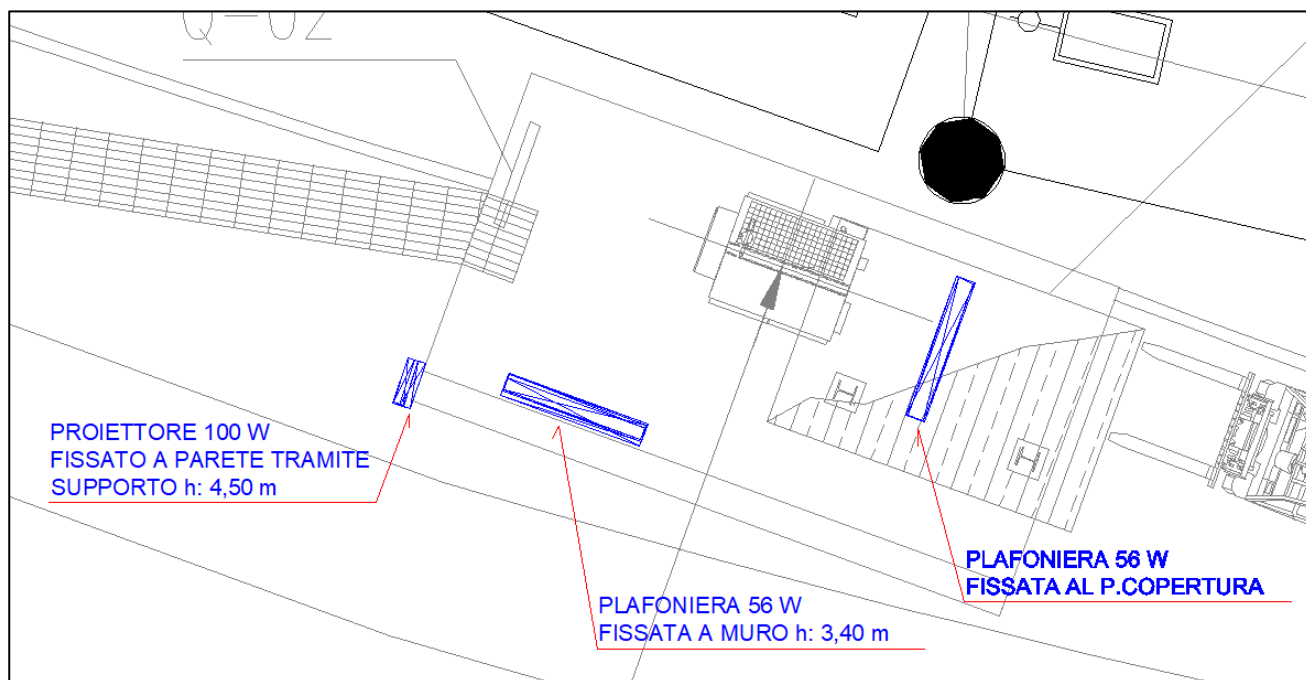 PROIETTORE 100 W
FISSATO A PARETE TRAMITE
SUPPORTO h: 4,50 m
PLAFONIERA 56 W
FISSATA A MURO h: 3,40 m
PLAFONIERA 56 W
FISSATA AL P.COPERTURA